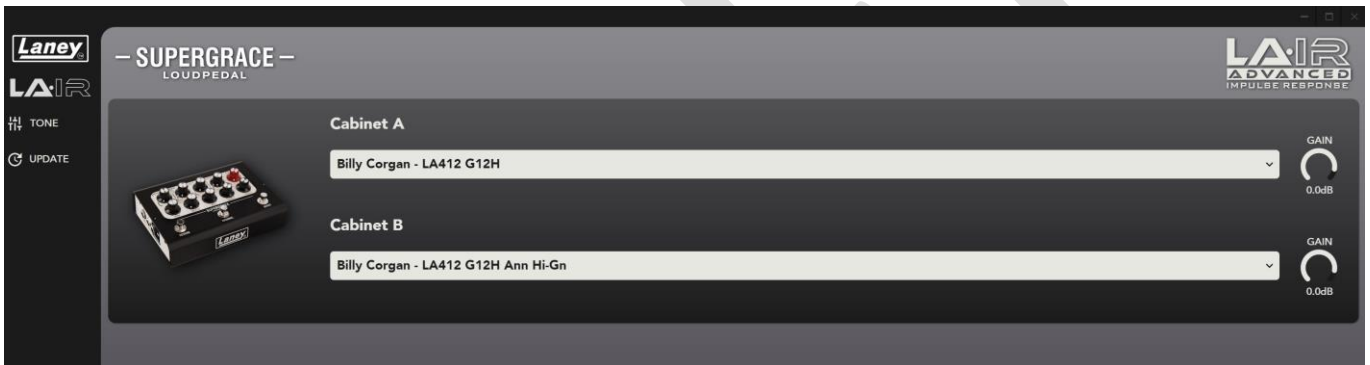 Laney
LA·IR
TONE
UPDATE
– SUPERGRACE –
LOUDPEDAL
LA·IR
ADVANCED
IMPULSE RESPONSE
Cabinet A
Billy Corgan - LA412 G12H
GAIN
0.0dB
Cabinet B
Billy Corgan - LA412 G12H Ann Hi-Gn
GAIN
0.0dB
Laney